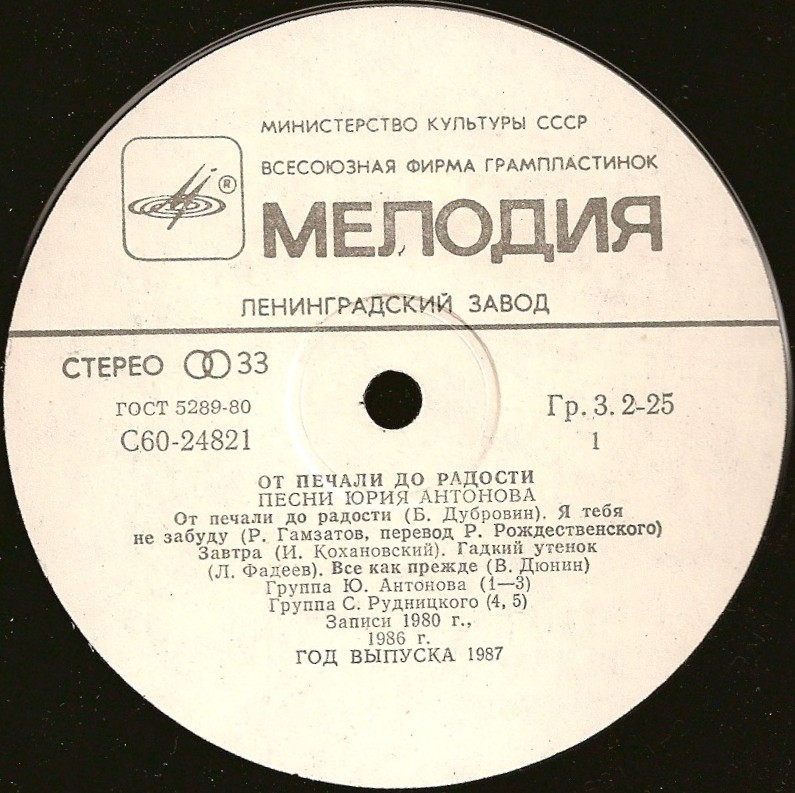 МИНИСТЕРСТВО КУЛЬТУРЫ СССР
ВСЕСОЮЗНАЯ ФИРМА ГРАМПЛАСТИНОК
®
МЕЛОДИЯ
ЛЕНИНГРАДСКИЙ ЗАВОД
СТЕРЕО 33
ГОСТ 5289-80
Гр. 3. 2-25
С60-24821
1
ОТ ПЕЧАЛИ ДО РАДОСТИ
ПЕСНИ ЮРИЯ АНТОНОВА
От печали до радости (Б. Дубровин). Я тебя
не забуду (Р. Гамзатов, перевод Р. Рождественского)
Завтра (И. Кохановский). Гадкий утенок
(Л. Фадеев). Все как прежде (В. Дюнин)
Группа Ю. Антонова (1—3)
Группа С. Рудницкого (4, 5)
Записи 1980 г.,
1986 г.
ГОД ВЫПУСКА 1987